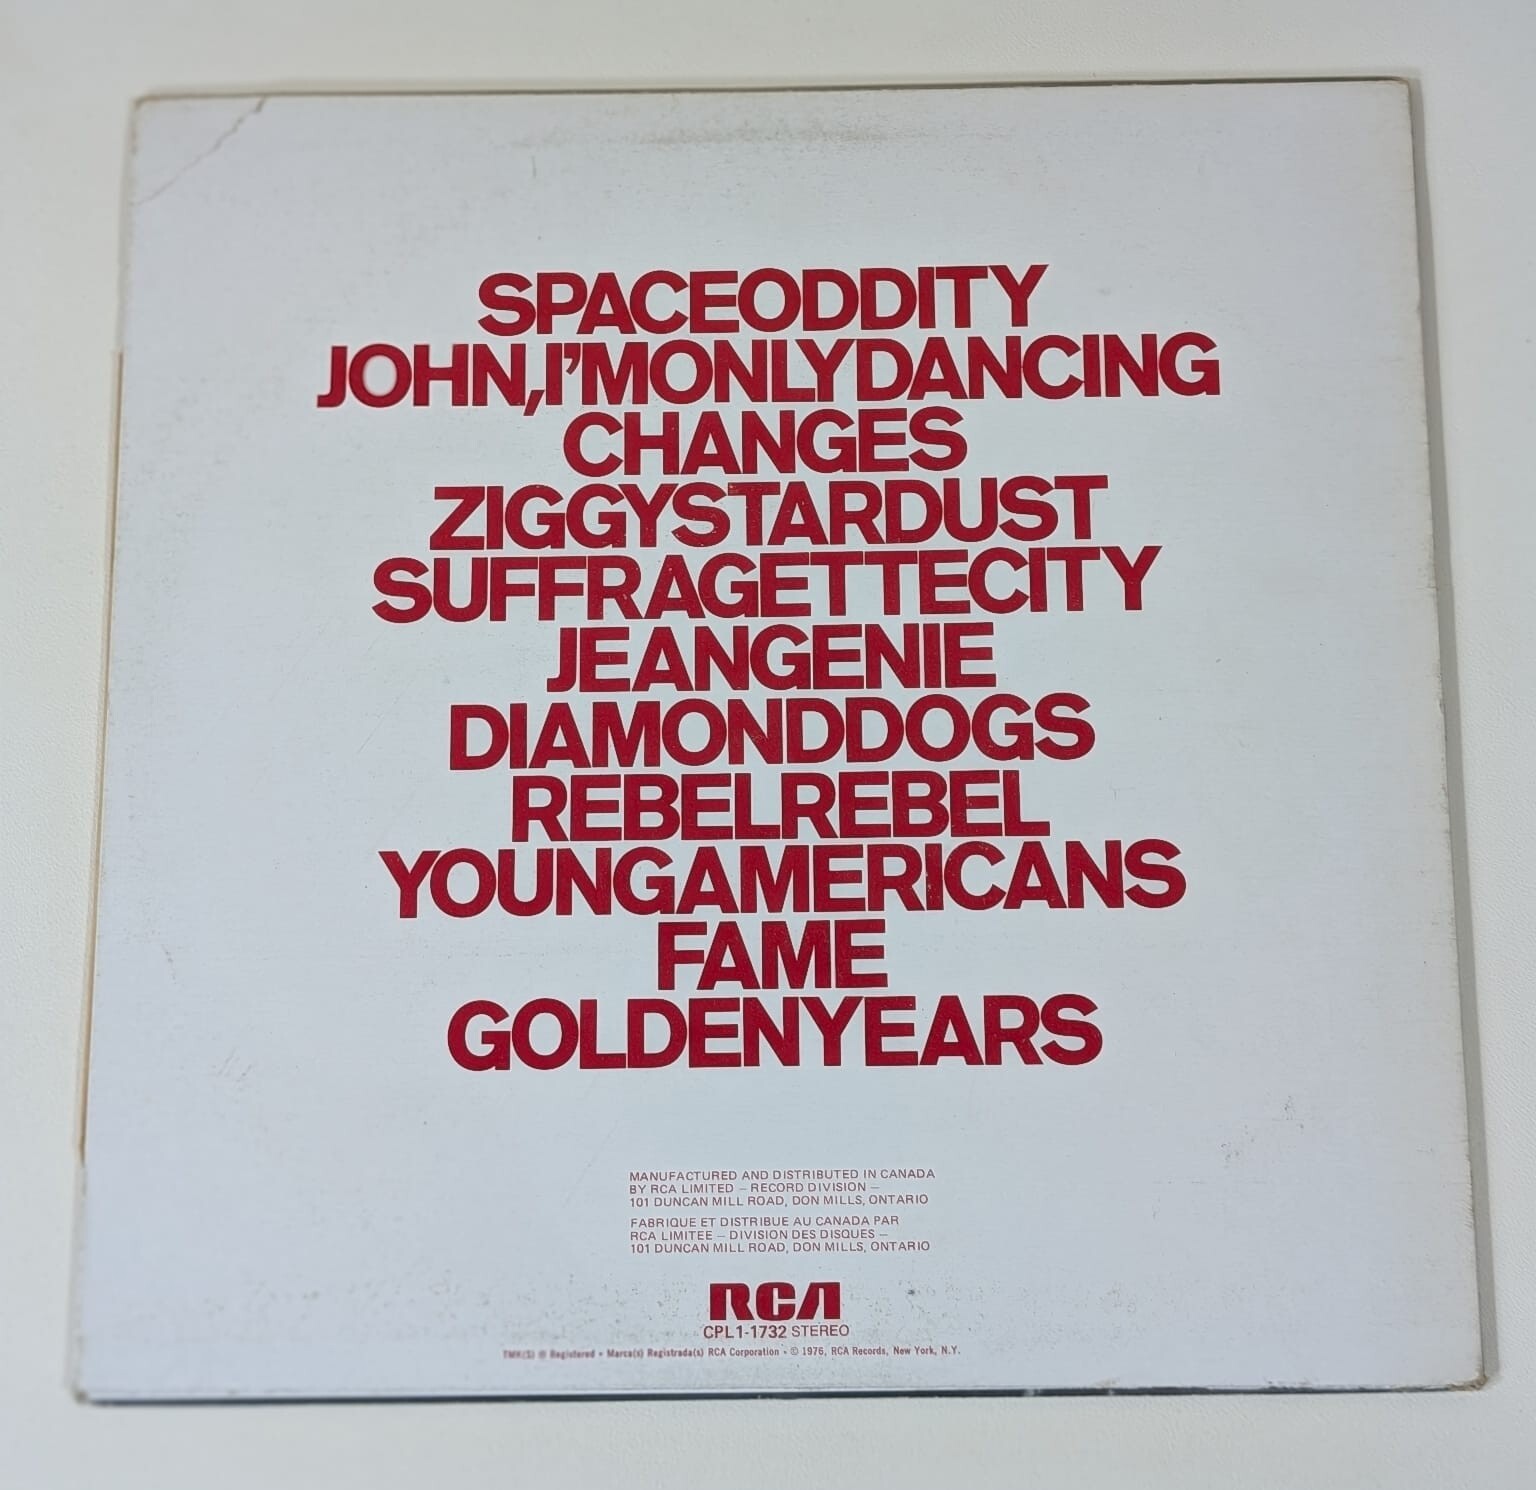 SPACEODDITY
JOHN,I'MONLYDANCING
CHANGES
ZIGGYSTARDUST
SUFFRAGETTECITY
JEANGENIE
DIAMONDDOGS
REBELREBEL
YOUNGAMERICANS
FAME
GOLDENYEARS
MANUFACTURED AND DISTRIBUTED IN CANADA
BY RCA LIMITED – RECORD DIVISION –
101 DUNCAN MILL ROAD, DON MILLS, ONTARIO
FABRIQUE ET DISTRIBUE AU CANADA PAR
RCA LIMITEE – DIVISION DES DISQUES –
101 DUNCAN MILL ROAD, DON MILLS, ONTARIO
RCA
CPL1-1732 STEREO
TMK(S) ® Registered • Marca(s) Registrada(s) RCA Corporation • © 1976, RCA Records, New York, N.Y.